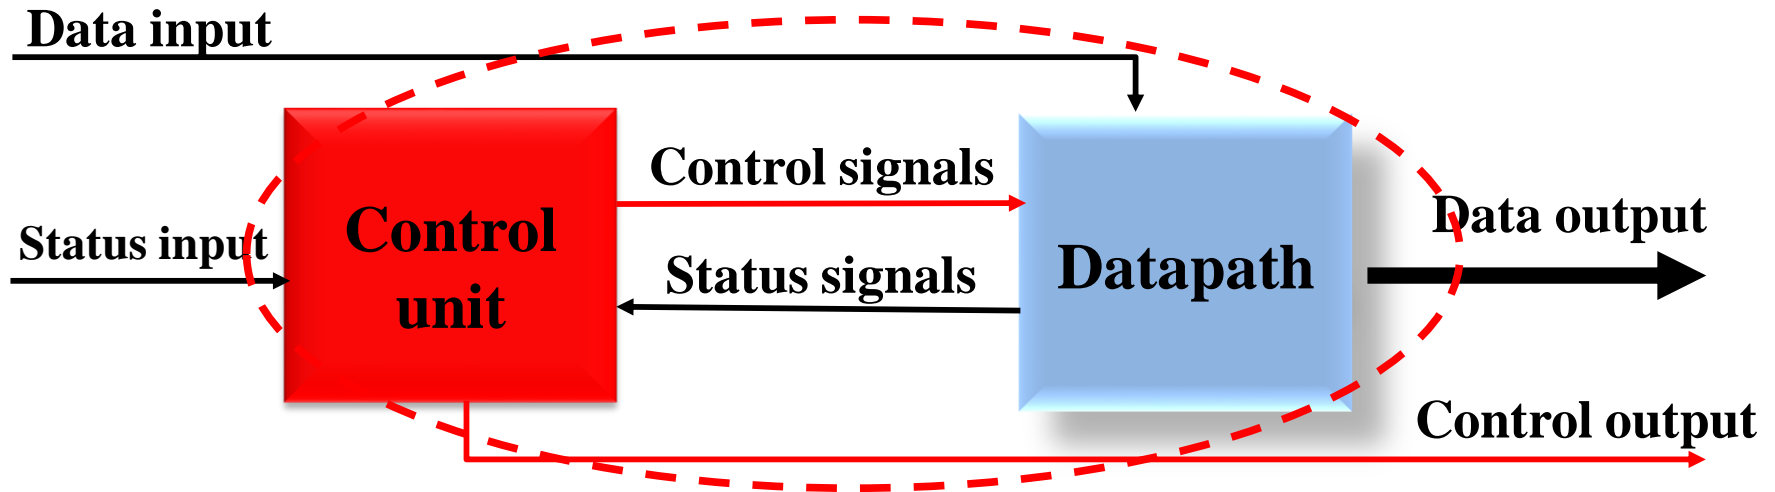 Data input
Control signals
Control
unit
Status input
Status signals
Datapath
Data output
Control output